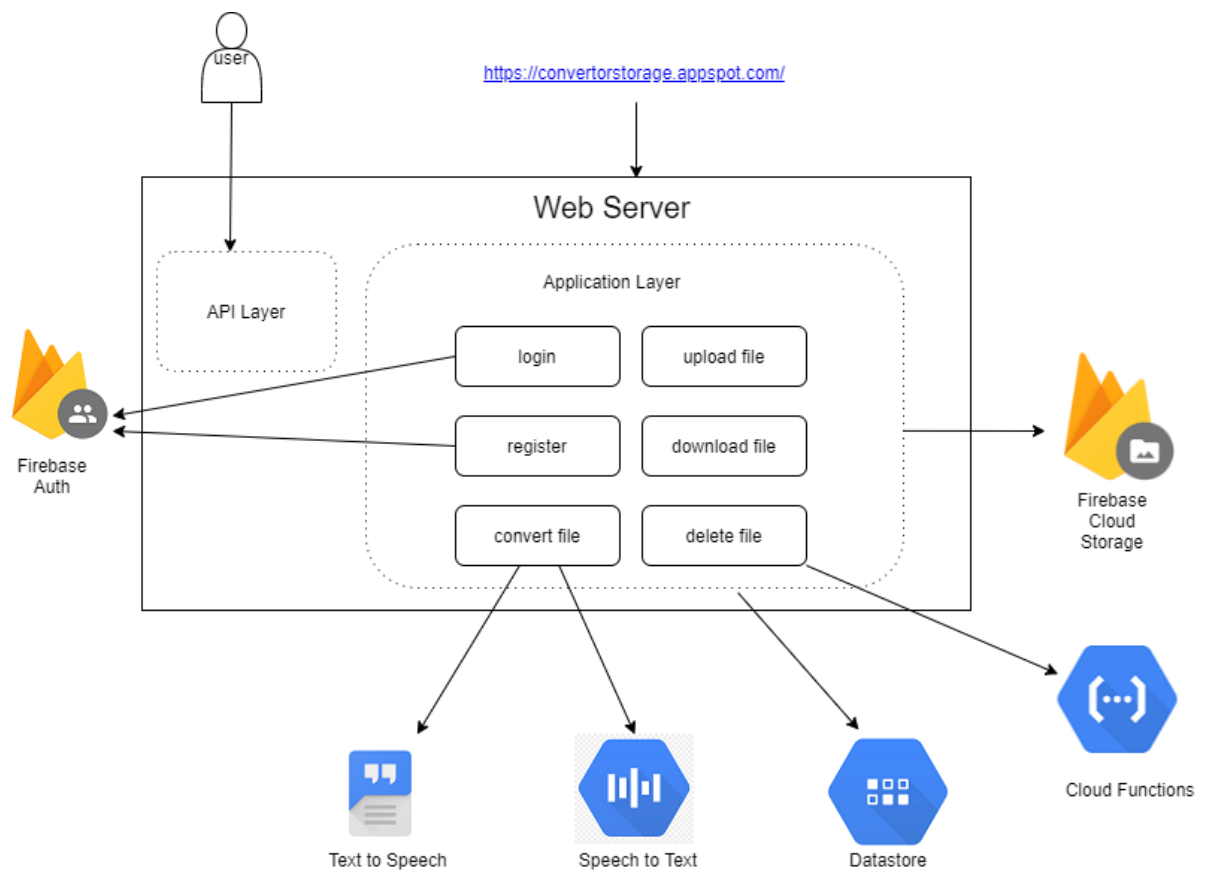 user
https://convertorstorage.appspot.com/
Web Server
API Layer
Application Layer
login
upload file
register
download file
convert file
delete file
Firebase
Auth
Firebase
Cloud
Storage
Text to Speech
Speech to Text
Datastore
Cloud Functions